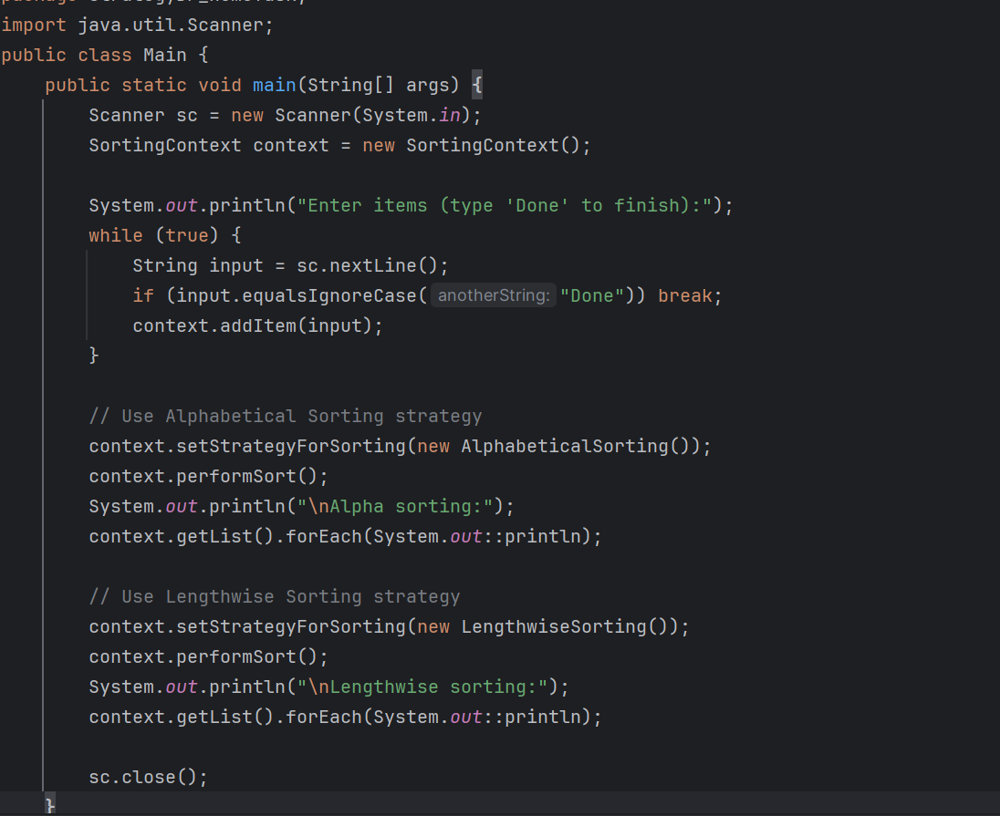 import java.util.Scanner;
public class Main {
    public static void main(String[] args) {
        Scanner sc = new Scanner(System.in);
        SortingContext context = new SortingContext();

        System.out.println("Enter items (type 'Done' to finish):");
        while (true) {
            String input = sc.nextLine();
            if (input.equalsIgnoreCase( anotherString: "Done")) break;
            context.addItem(input);
        }

        // Use Alphabetical Sorting strategy
        context.setStrategyForSorting(new AlphabeticalSorting());
        context.performSort();
        System.out.println("\nAlpha sorting:");
        context.getList().forEach(System.out::println);

        // Use Lengthwise Sorting strategy
        context.setStrategyForSorting(new LengthwiseSorting());
        context.performSort();
        System.out.println("\nLengthwise sorting:");
        context.getList().forEach(System.out::println);

        sc.close();
    }